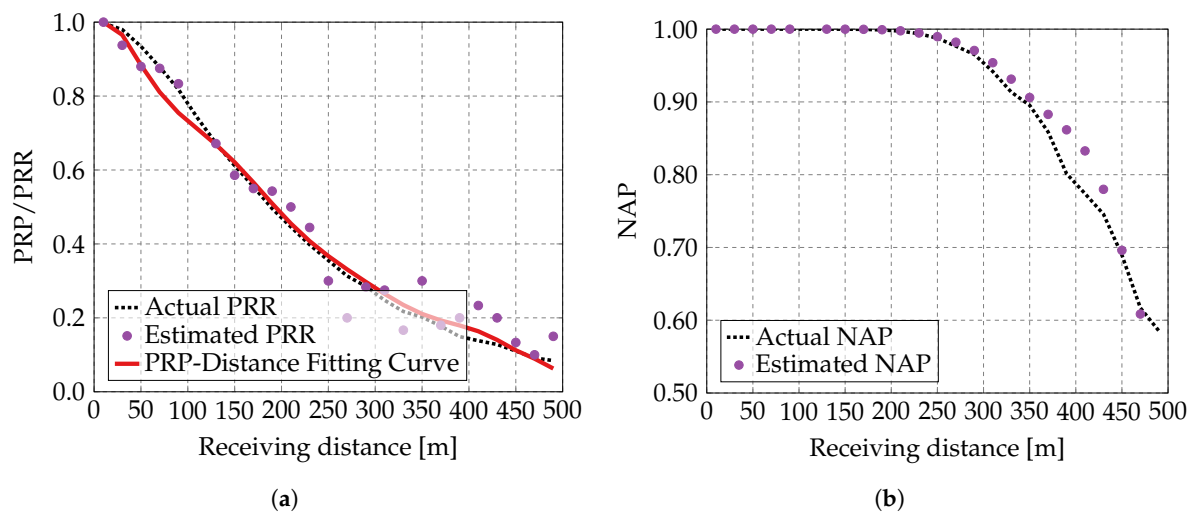 1.0
0.8
0.6
0.4
0.2
0.0
PRP/PRR
Actual PRR
Estimated PRR
PRP-Distance Fitting Curve
0 50 100 150 200 250 300 350 400 450 500
Receiving distance [m]
(a)
1.00
0.90
0.80
0.70
0.60
0.50
NAP
Actual NAP
Estimated NAP
0 50 100 150 200 250 300 350 400 450 500
Receiving distance [m]
(b)